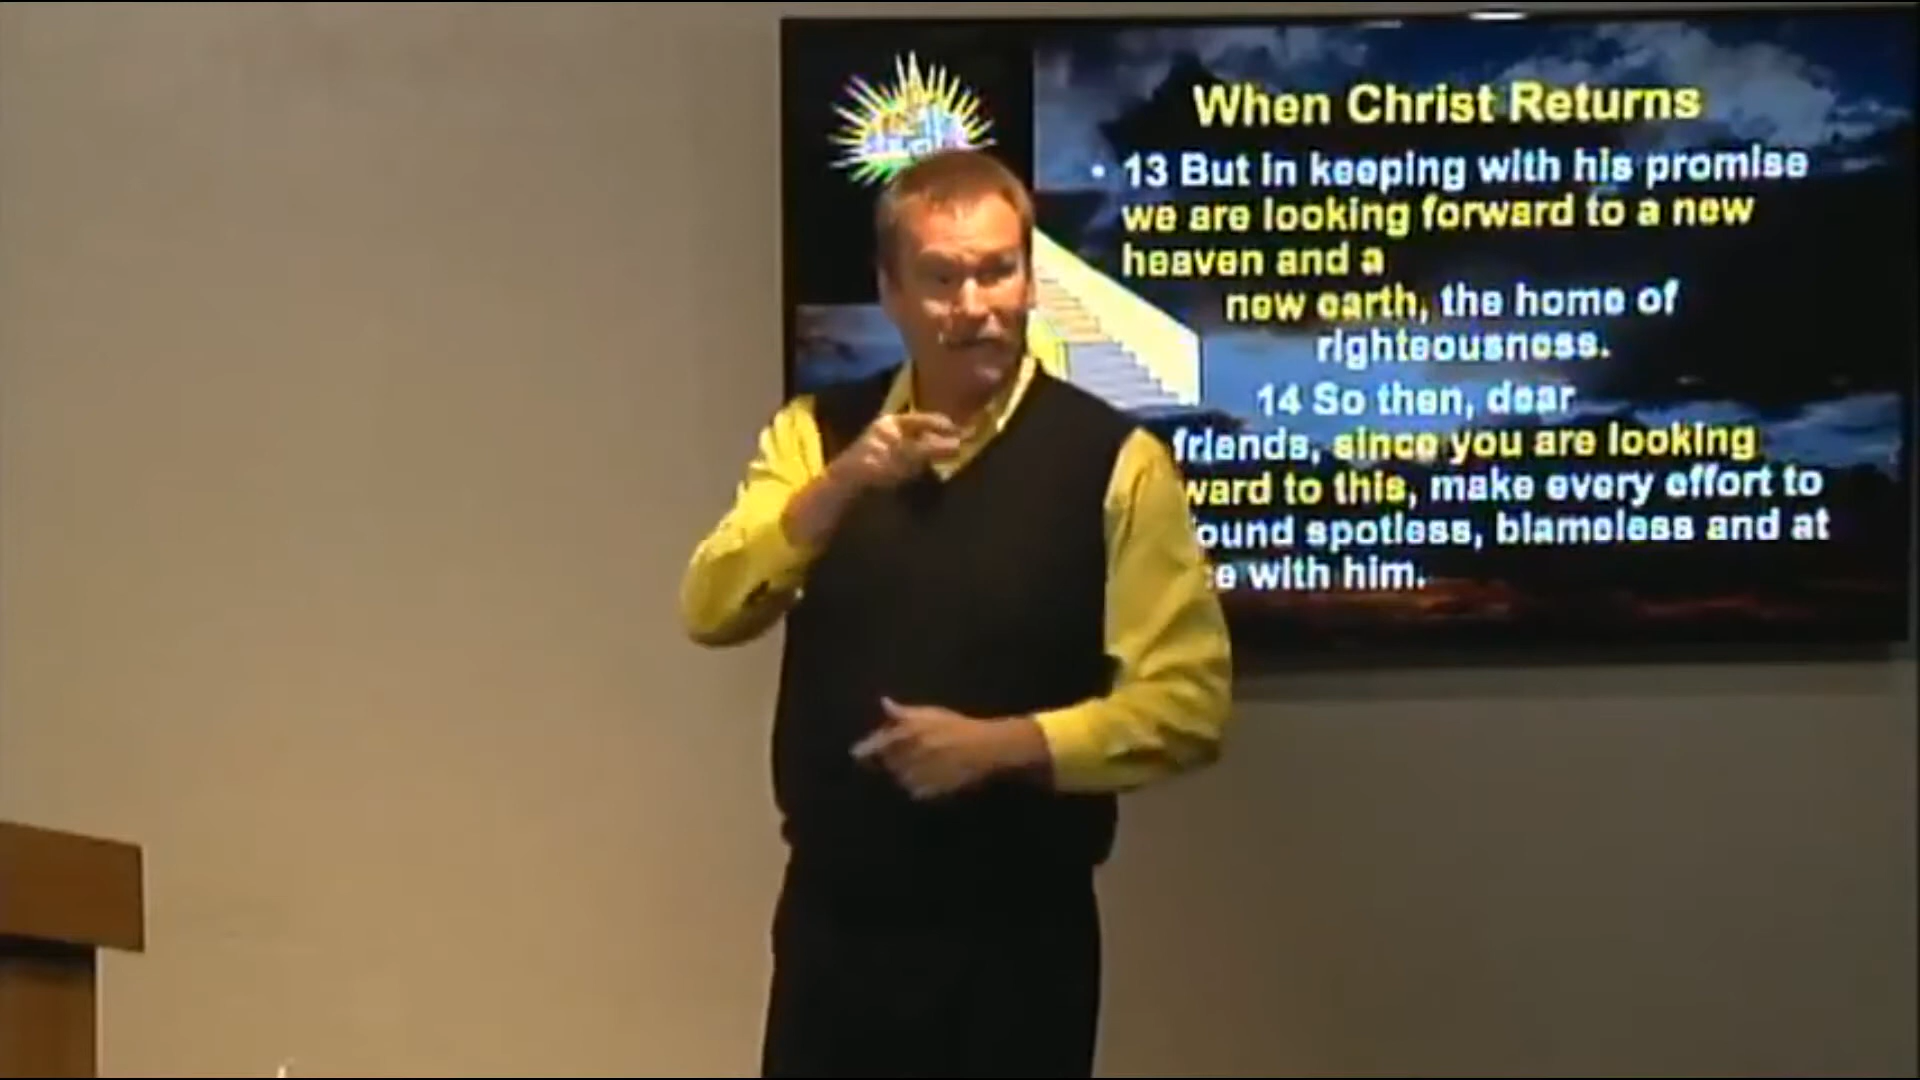 When Christ Returns
• 13 But in keeping with his promise
we are looking forward to a new
heaven and a
new earth, the home of
righteousness.
14 So then, dear
friends, since you are looking
ward to this, make every effort to
ound spotless, blameless and at
e with him.